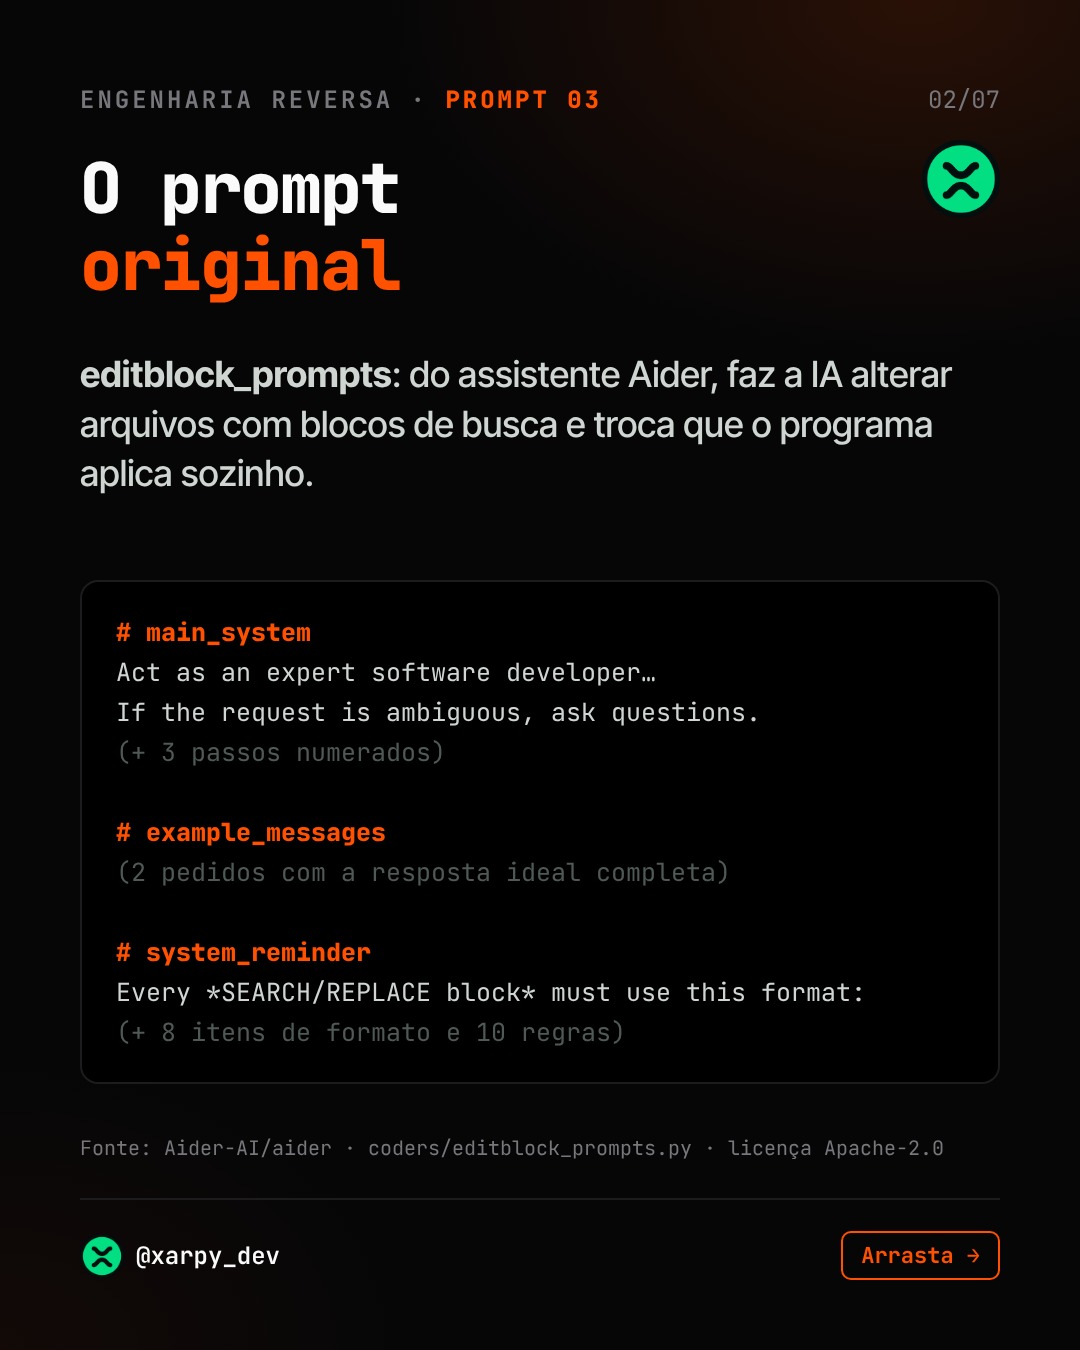 ENGENHARIA REVERSA · PROMPT 03
02/07
O prompt
original
editblock_prompts: do assistente Aider, faz a IA alterar
arquivos com blocos de busca e troca que o programa
aplica sozinho.
# main_system
Act as an expert software developer…
If the request is ambiguous, ask questions.
(+ 3 passos numerados)
# example_messages
(2 pedidos com a resposta ideal completa)
# system_reminder
Every *SEARCH/REPLACE block* must use this format:
(+ 8 itens de formato e 10 regras)
Fonte: Aider-AI/aider · coders/editblock_prompts.py · licença Apache-2.0
@xarpy_dev
Arrasta →